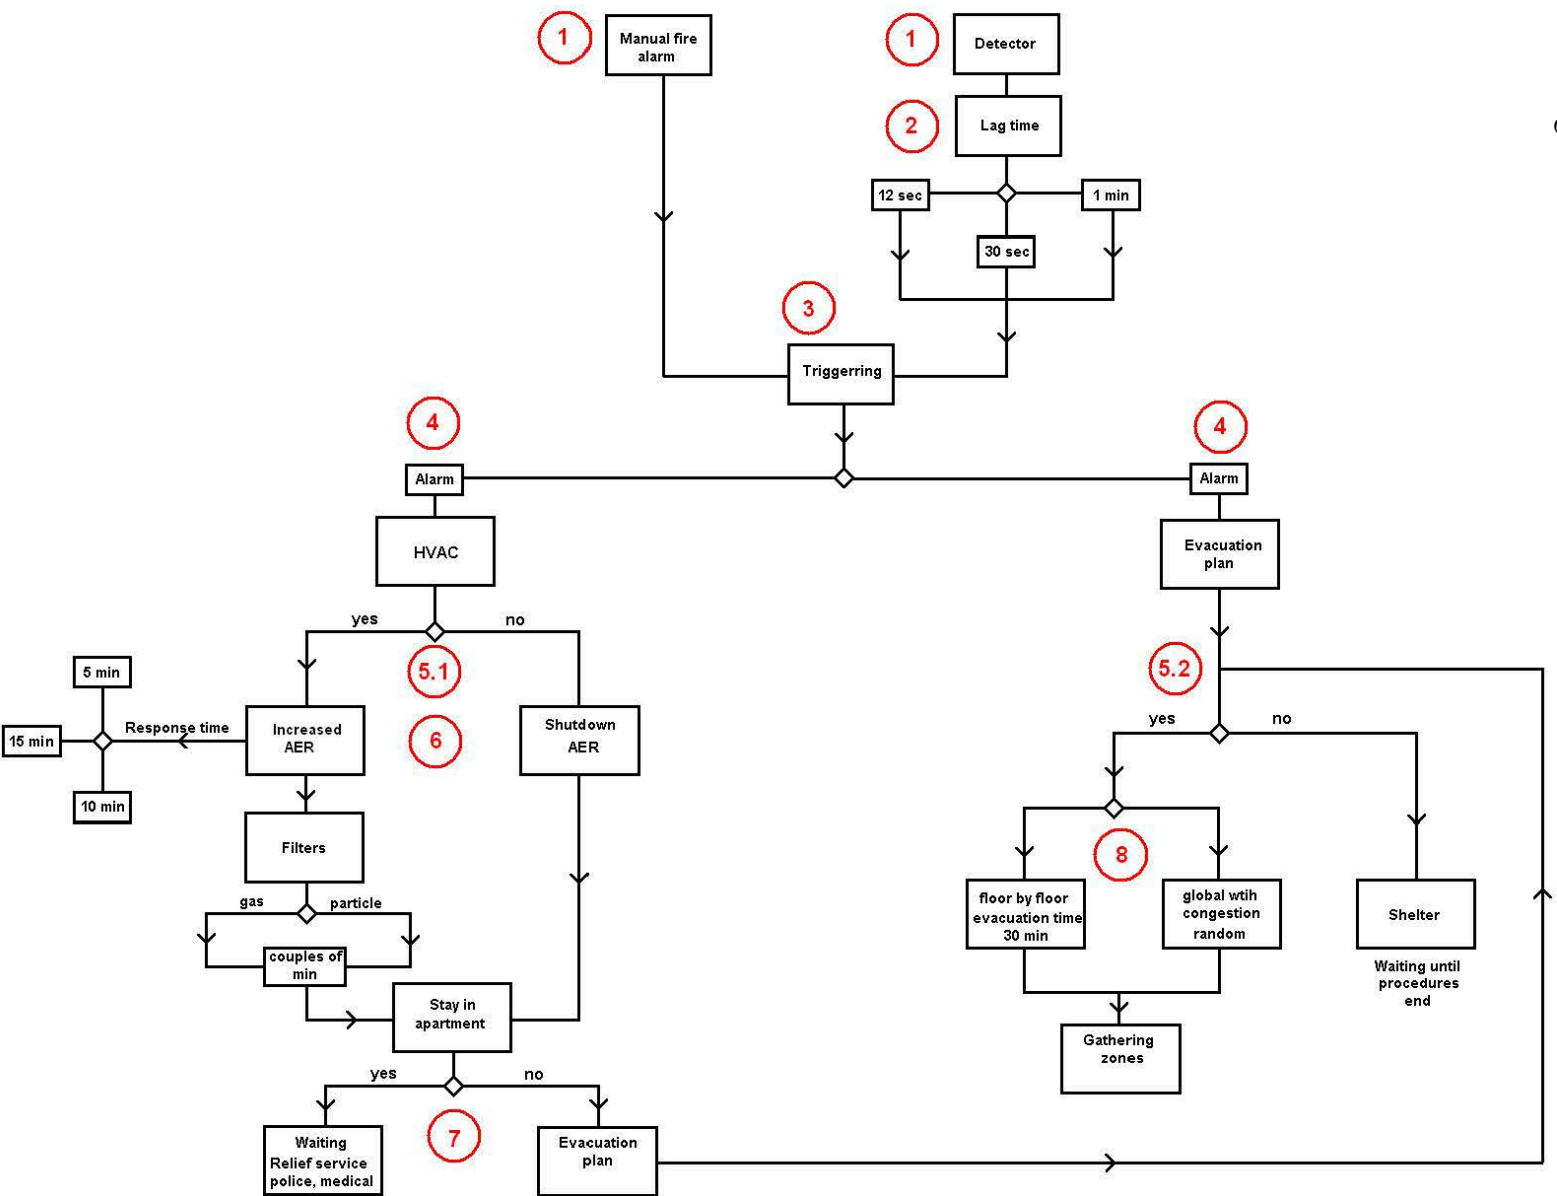 1
Manual fire
alarm
1
Detector
2
Lag time
12 sec
1 min
30 sec
3
Triggerring
4
4
Alarm
Alarm
HVAC
Evacuation
plan
yes
no
5.1
5.2
5 min
15 min
10 min
Response time
Increased
AER
6
Shutdown
AER
yes
no
Filters
8
gas
particle
couples of
min
floor by floor
evacuation time
30 min
global wtih
congestion
random
Shelter
Waiting until
procedures
end
Stay in
apartment
Gathering
zones
yes
no
7
Waiting
Relief service
police, medical
Evacuation
plan